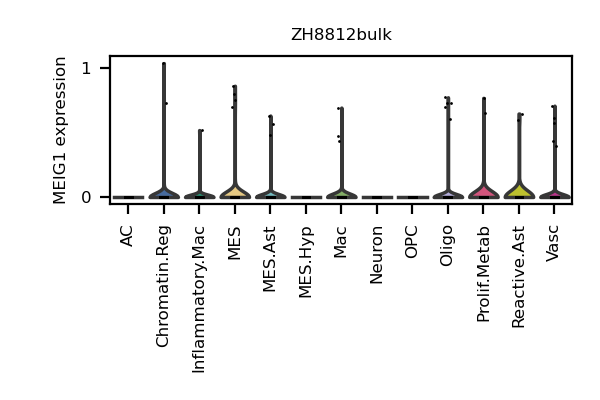 ZH8812bulk
MEIG1 expression
1
0
AC
Chromatin.Reg
Inflammatory.Mac
MES
MES.Ast
MES.Hyp
Mac
Neuron
OPC
Oligo
Prolif.Metab
Reactive.Ast
Vasc